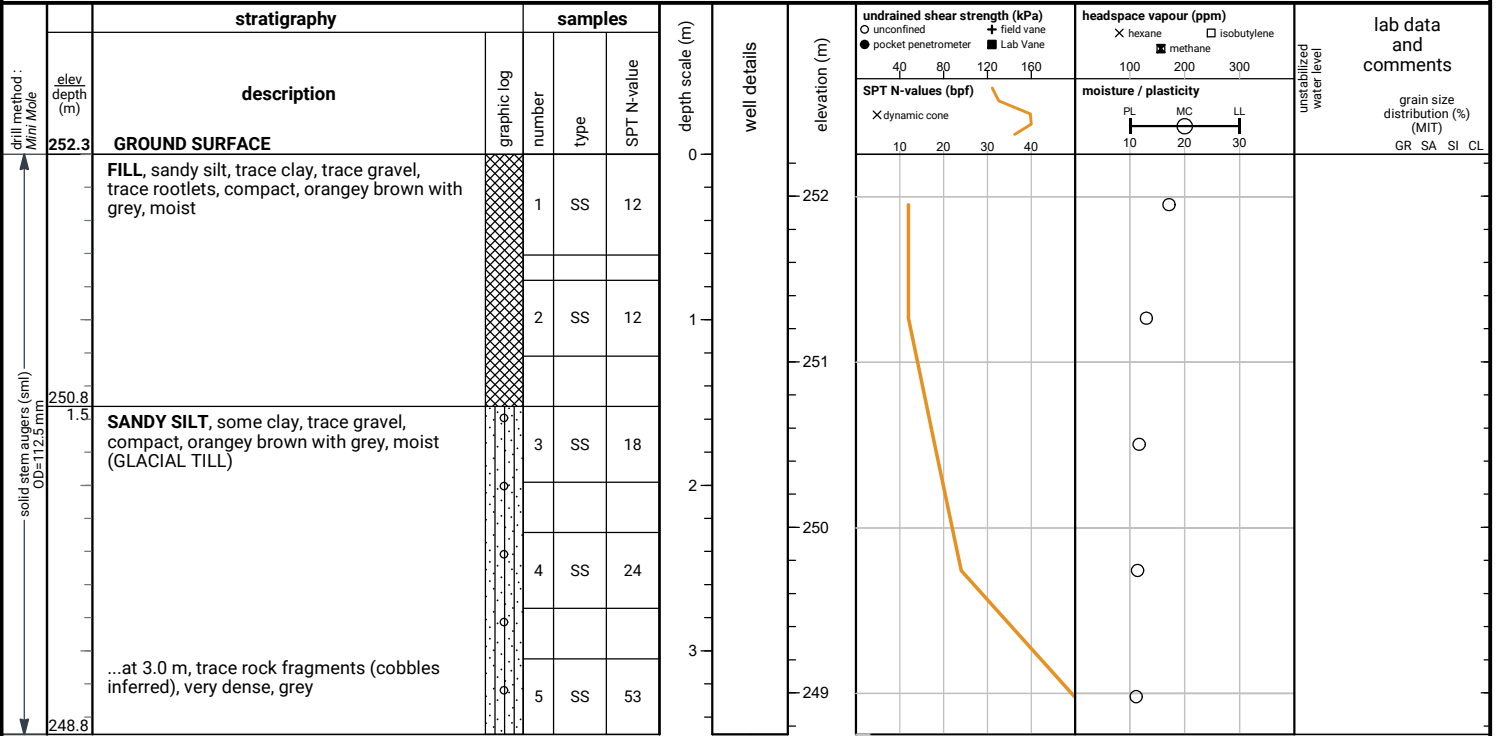 stratigraphy
samples
drill method :
Mini Mole
elev
depth
(m)
description
graphic log
number
type
SPT N-value
depth scale (m)
well details
elevation (m)
undrained shear strength (kPa)
unconfined
field vane
pocket penetrometer
Lab Vane
40 80 120 160
SPT N-values (bpf)
dynamic cone
10 20 30 40
headspace vapour (ppm)
hexane
isobutylene
methane
100 200 300
moisture / plasticity
PL MC LL
10 20 30
unstabilized
water level
lab data
and
comments
grain size
distribution (%)
(MIT)
GR SA SI CL
252.3 GROUND SURFACE
FILL, sandy silt, trace clay, trace gravel,
trace rootlets, compact, orangey brown with
grey, moist
1 SS 12
2 SS 12
250.8
1.5
SANDY SILT, some clay, trace gravel,
compact, orangey brown with grey, moist
(GLACIAL TILL)
3 SS 18
4 SS 24
...at 3.0 m, trace rock fragments (cobbles
inferred), very dense, grey
5 SS 53
248.8
solid stem augers (sml)
OD=112.5 mm
0
1
2
3
252
251
250
249